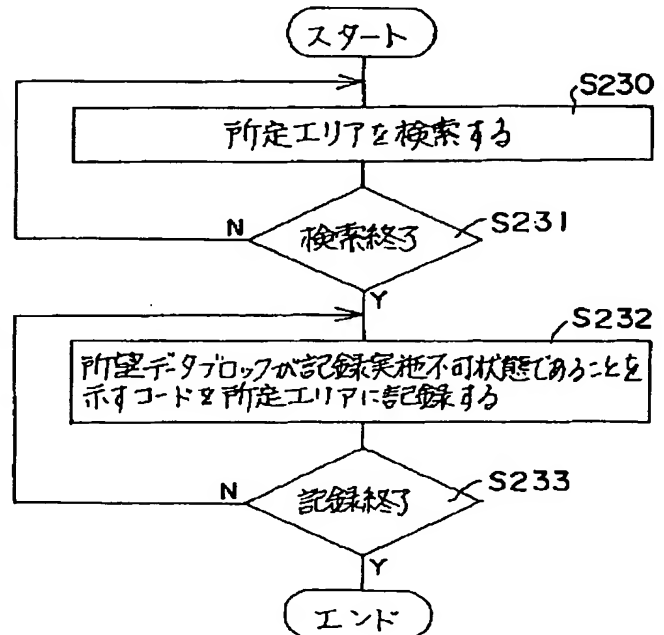 スタート
S230
所定エリアを検索する
検索終了
S231
N
Y
S232
所望データブロックが記録実施不可状態であることを
示すコードを所定エリアに記録する
記録終了
S233
N
Y
エンド